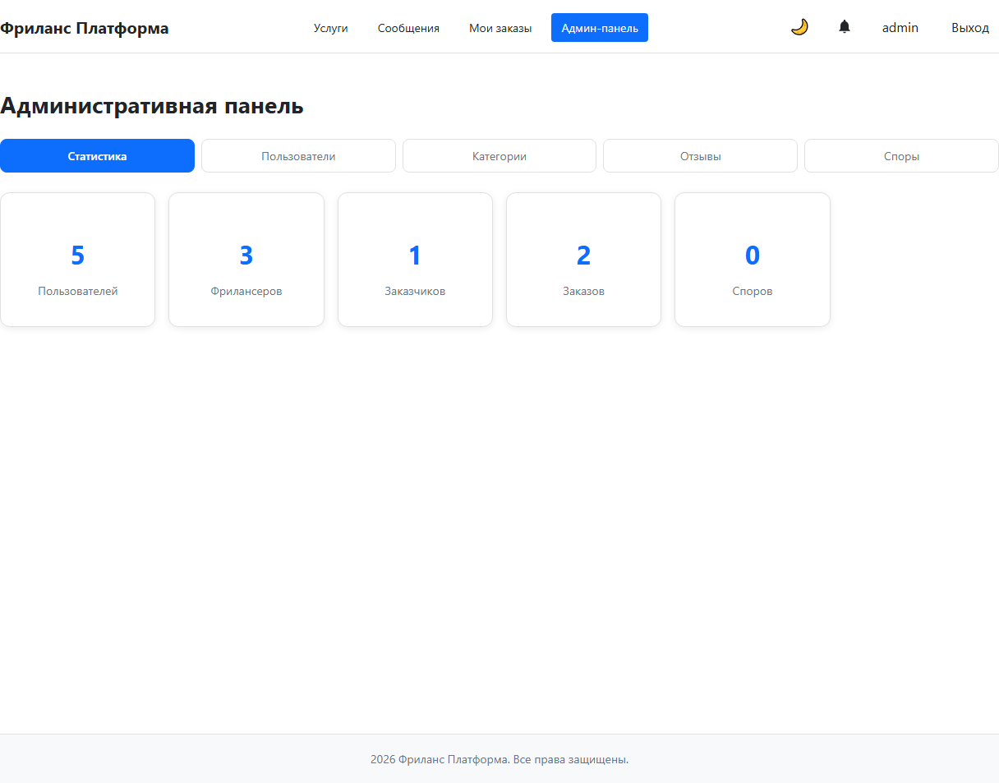 Фриланс Платформа
Услуги
Сообщения
Мои заказы
Админ-панель
admin
Выход
Административная панель
Статистика
Пользователи
Категории
Отзывы
Споры
5
Пользователей
3
Фрилансеров
1
Заказчиков
2
Заказов
0
Споров
2026 Фриланс Платформа. Все права защищены.